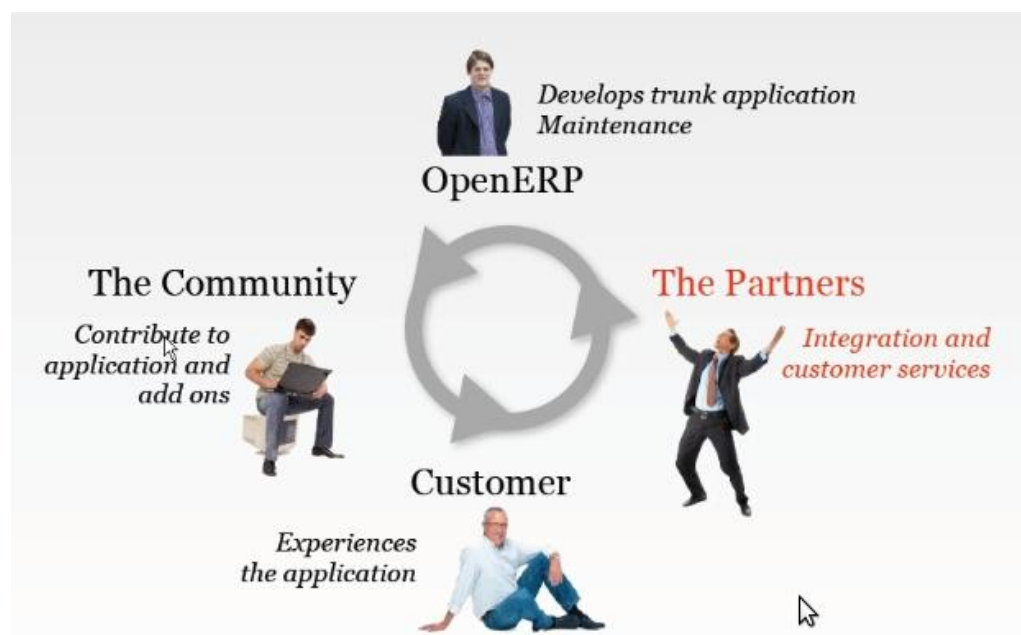 Develops trunk application
Maintenance
OpenERP
The Community
Contribute to
application and
add ons
The Partners
Integration and
customer services
Customer
Experiences
the application